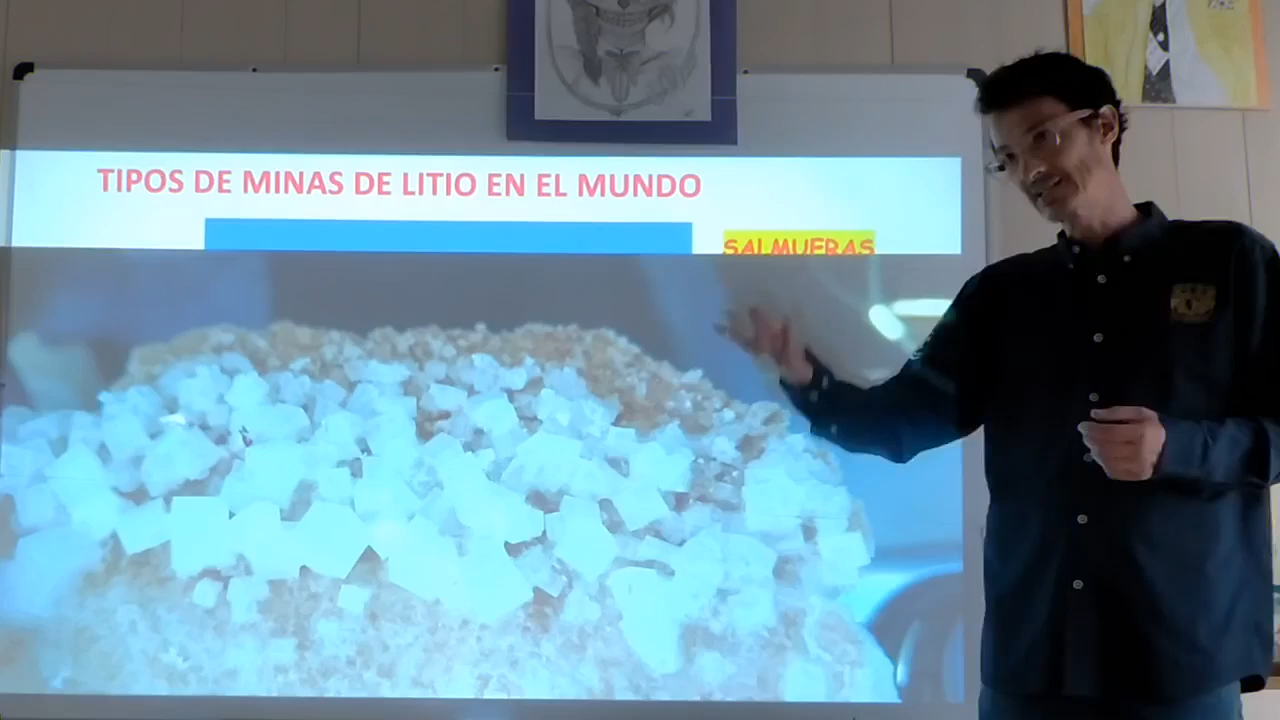 TIPOS DE MINAS DE LITIO EN EL MUNDO
SALMUERAS